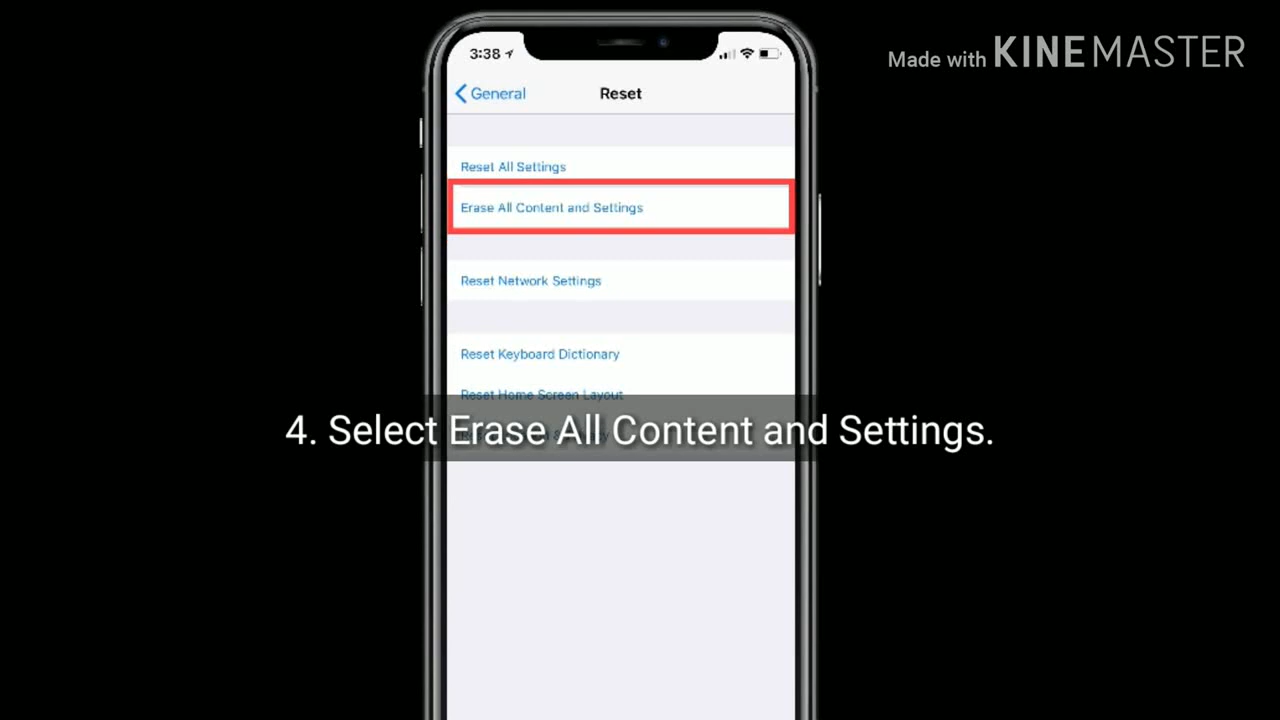 Made with KINEMASTER
3:38
General
Reset
Reset All Settings
Erase All Content and Settings
Reset Network Settings
Reset Keyboard Dictionary
Reset Home Screen Layout
4. Select Erase All Content and Settings.